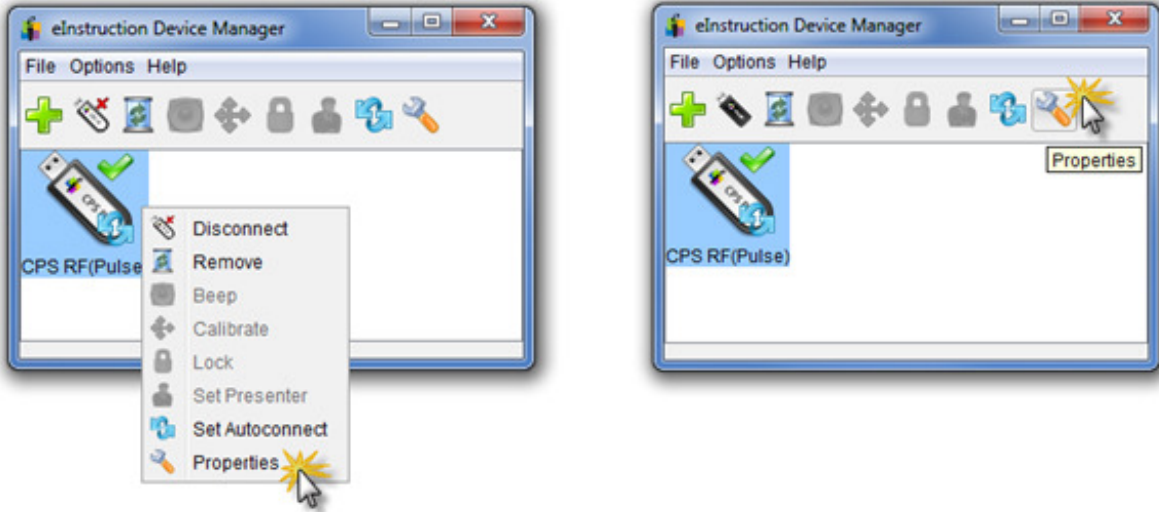 eInstruction Device Manager
File Options Help
CPS RF(Pulse
Disconnect
Remove
Beep
Calibrate
Lock
Set Presenter
Set Autoconnect
Properties
eInstruction Device Manager
File Options Help
Properties
CPS RF(Pulse)